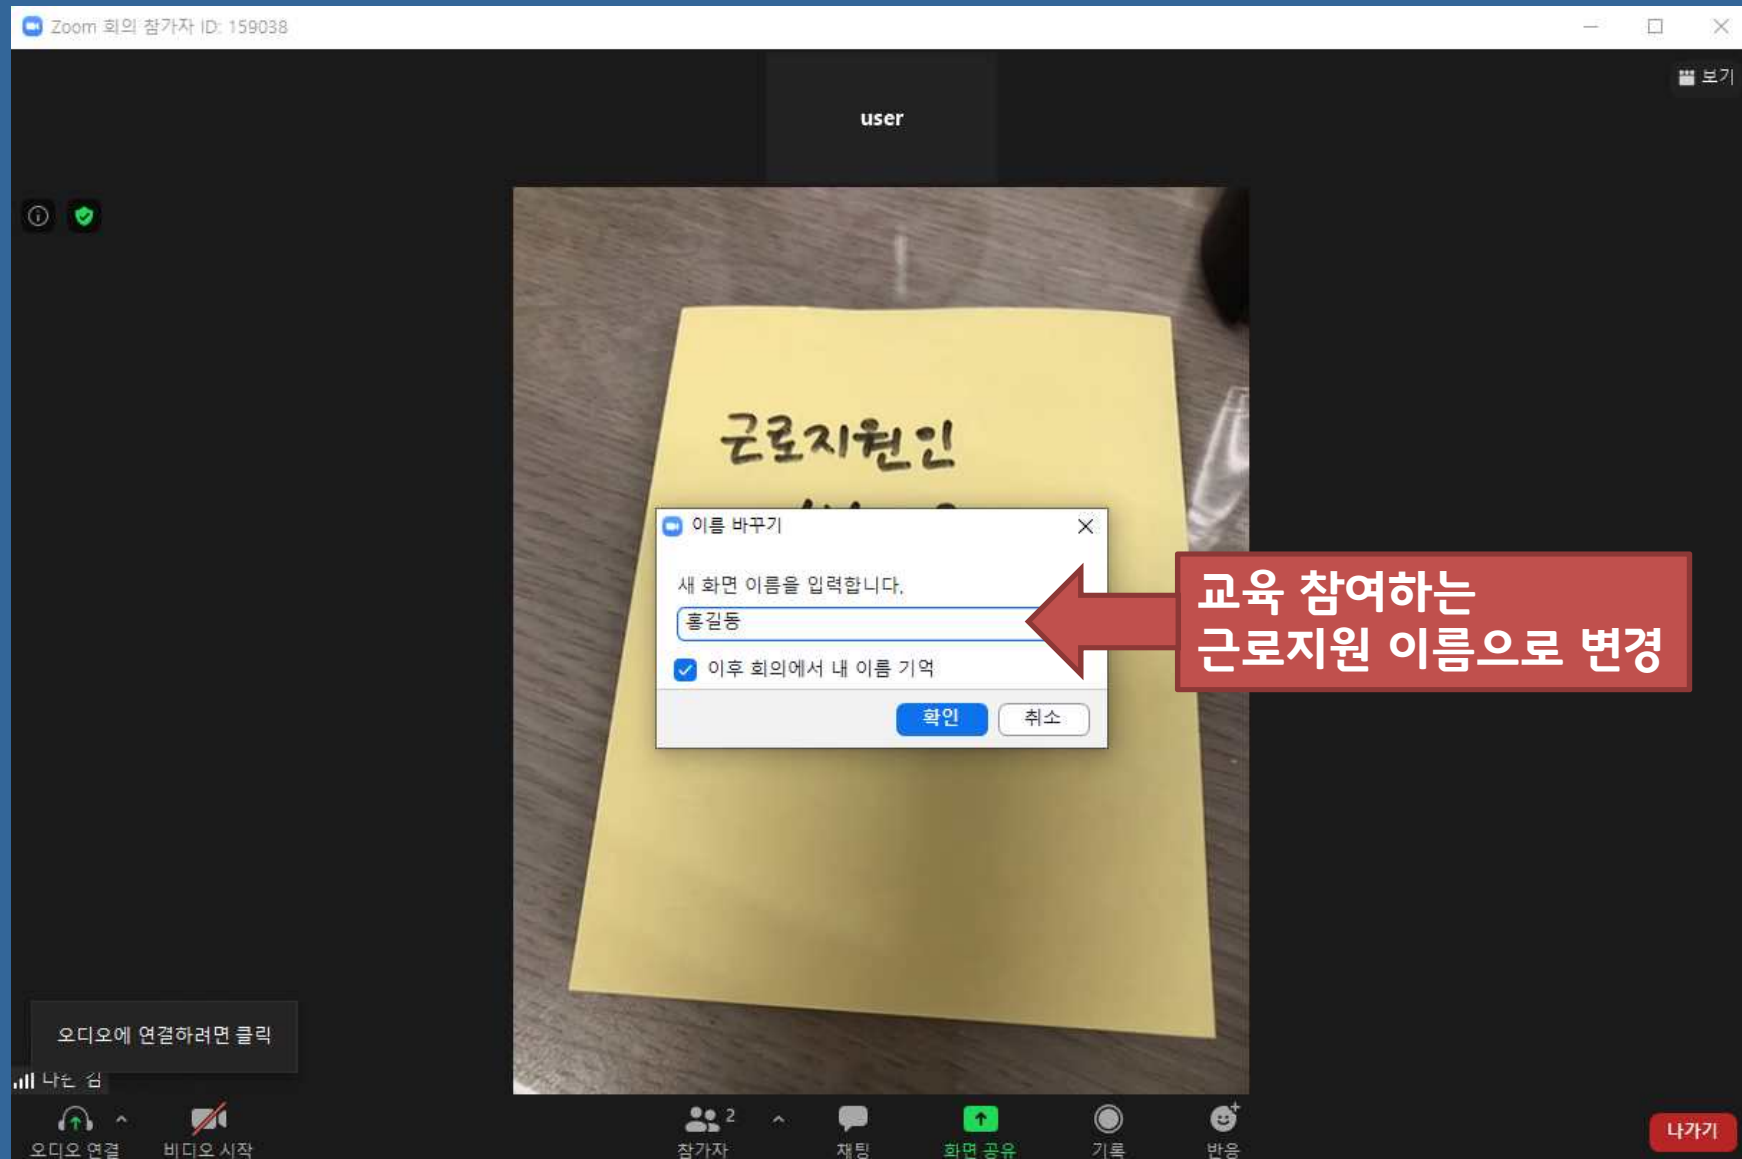 Zoom 회의 참가자 ID: 159038
보기
user
근로지원인
이름 바꾸기
새 화면 이름을 입력합니다.
홍길동
이후 회의에서 내 이름 기억
확인
취소
교육 참여하는
근로지원 이름으로 변경
오디오에 연결하려면 클릭
김
오디오 연결
비디오 시작
2
참가자
채팅
화면 공유
기록
반응
나가기